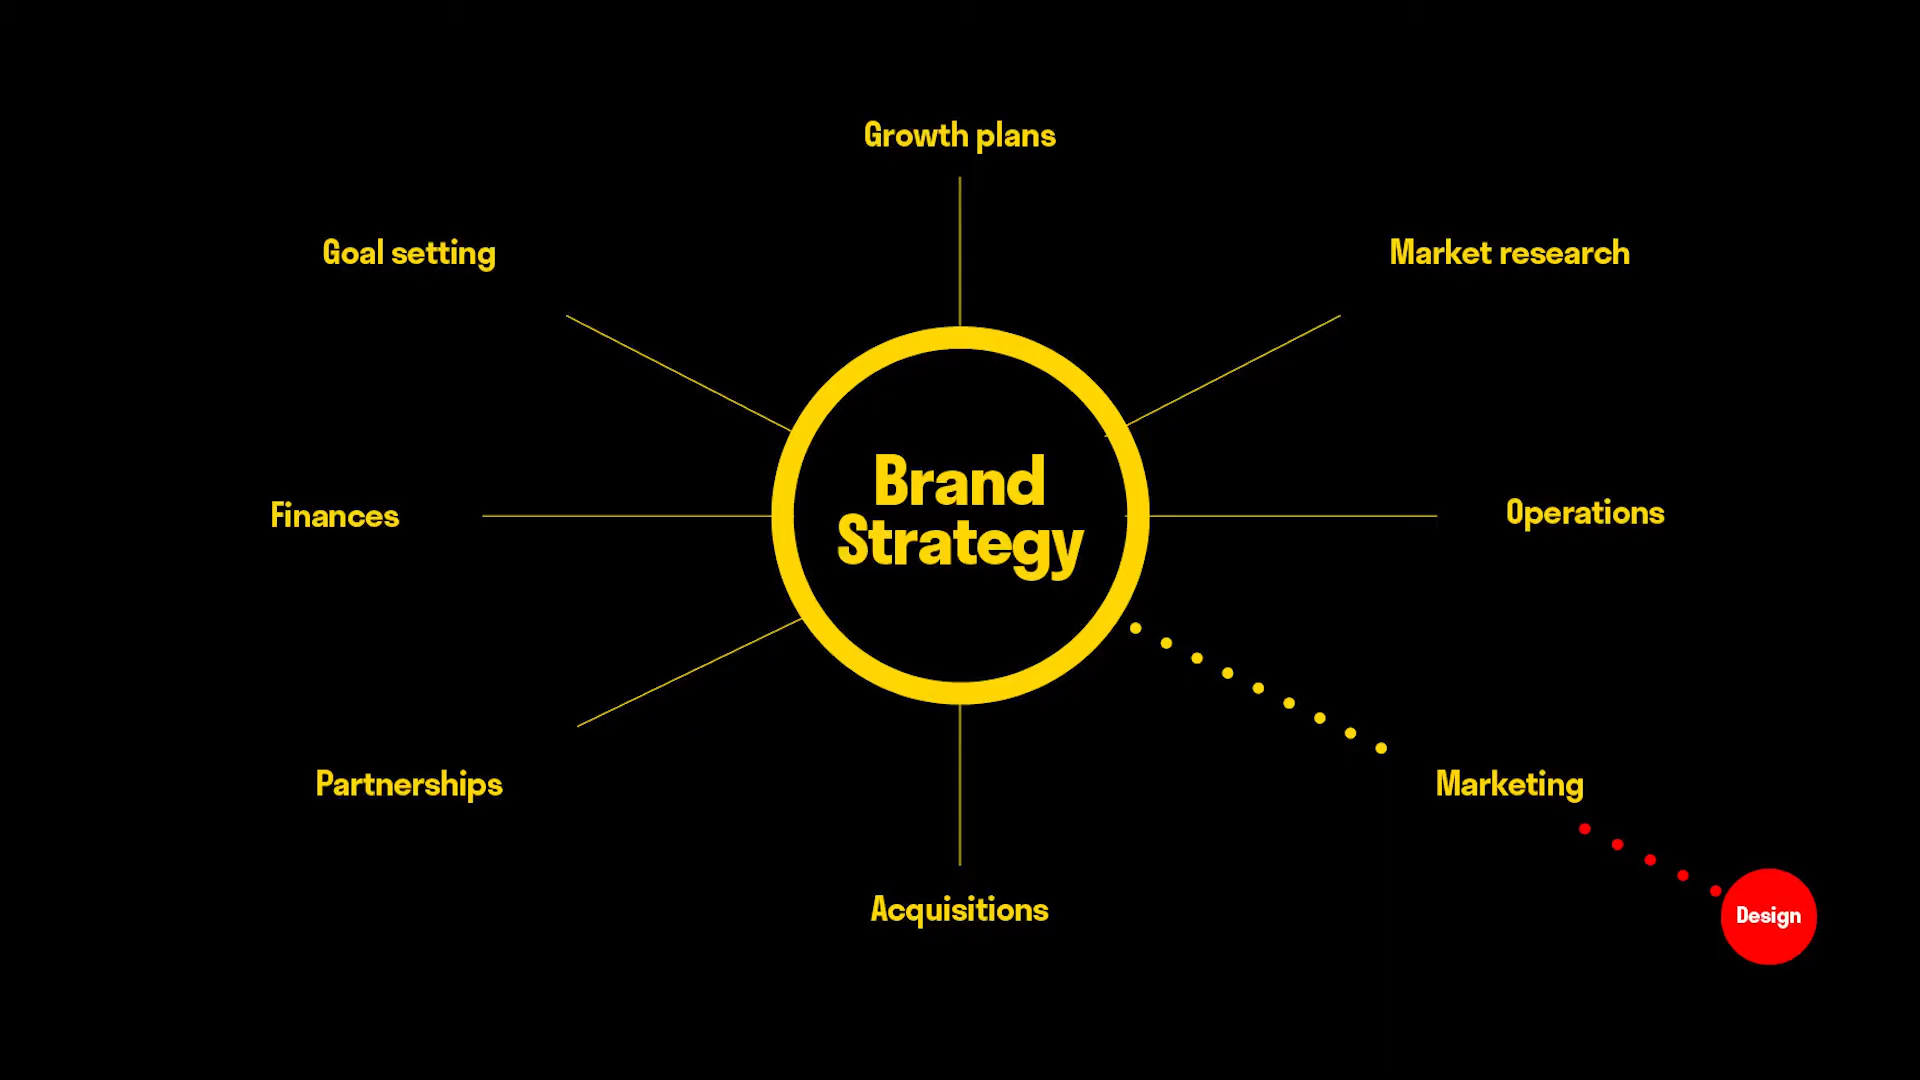 Growth plans
Goal setting
Market research
Brand
Strategy
Finances
Operations
Partnerships
Marketing
Acquisitions
Design